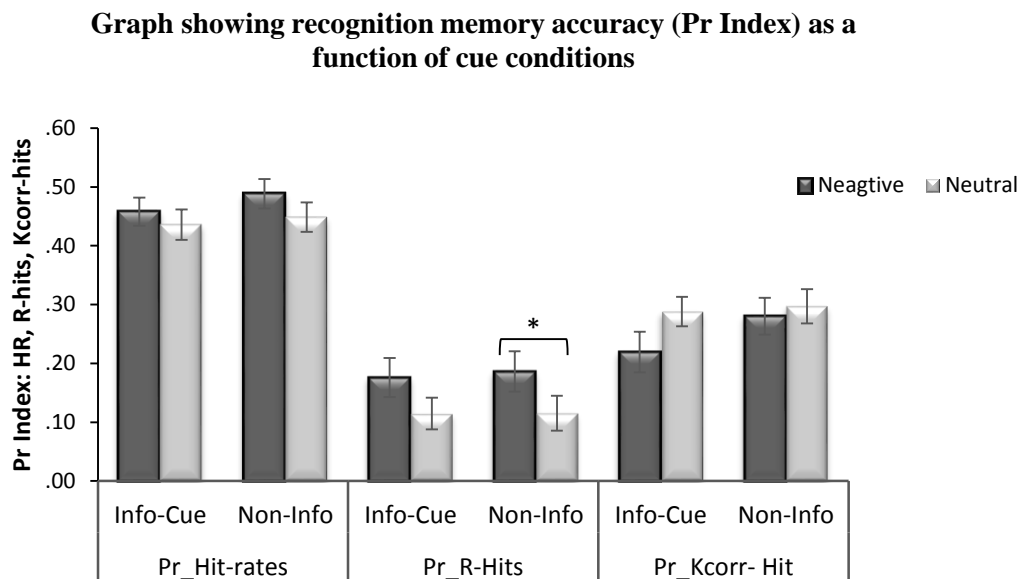 Graph showing recognition memory accuracy (Pr Index) as a
function of cue conditions
Pr Index: HR, R-hits, Kcorr-hits
.60
.50
.40
.30
.20
.10
.00
Neagtive Neutral
*
Info-Cue Non-Info Info-Cue Non-Info Info-Cue Non-Info
Pr_Hit-rates Pr_R-Hits Pr_Kcorr- Hit